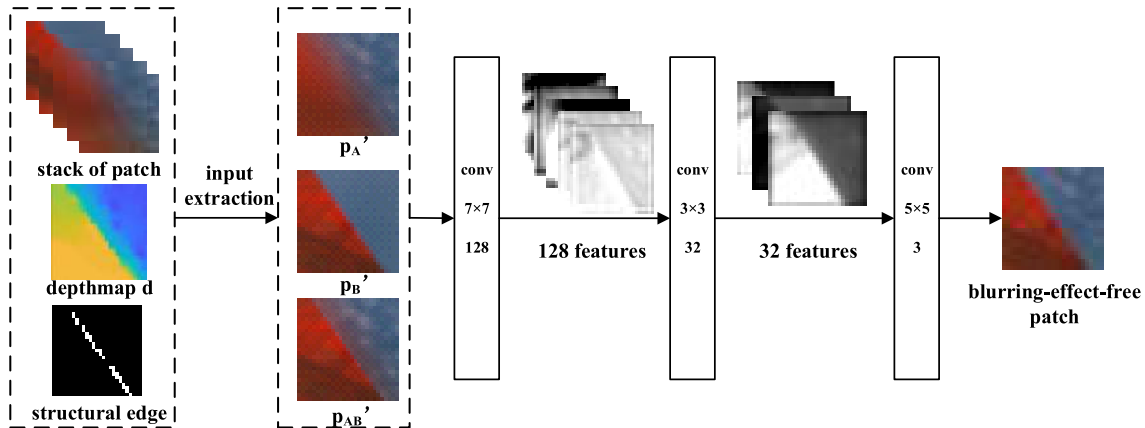 stack of patch
depthmap d
structural edge
input
extraction
pA’
pB’
pAB’
conv
7×7
128
128 features
conv
3×3
32
32 features
conv
5×5
3
blurring-effect-free
patch